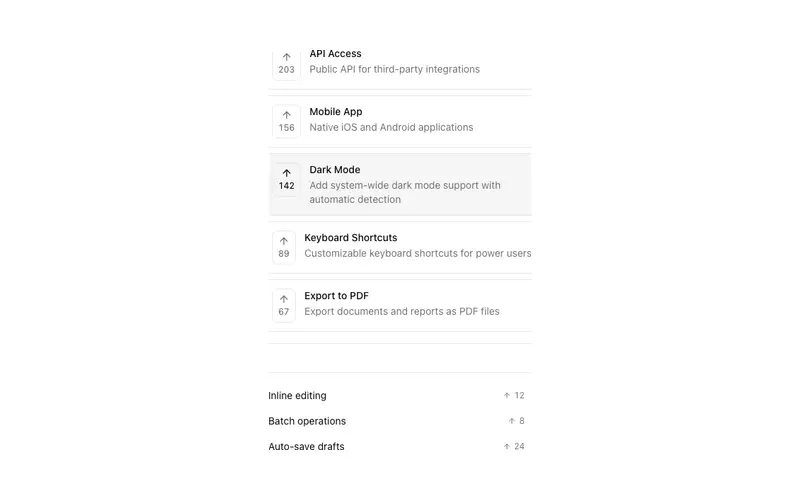 API Access
203
Public API for third-party integrations
Mobile App
156
Native iOS and Android applications
Dark Mode
142
Add system-wide dark mode support with
automatic detection
Keyboard Shortcuts
89
Customizable keyboard shortcuts for power users
Export to PDF
67
Export documents and reports as PDF files
Inline editing ↑ 12
Batch operations ↑ 8
Auto-save drafts ↑ 24